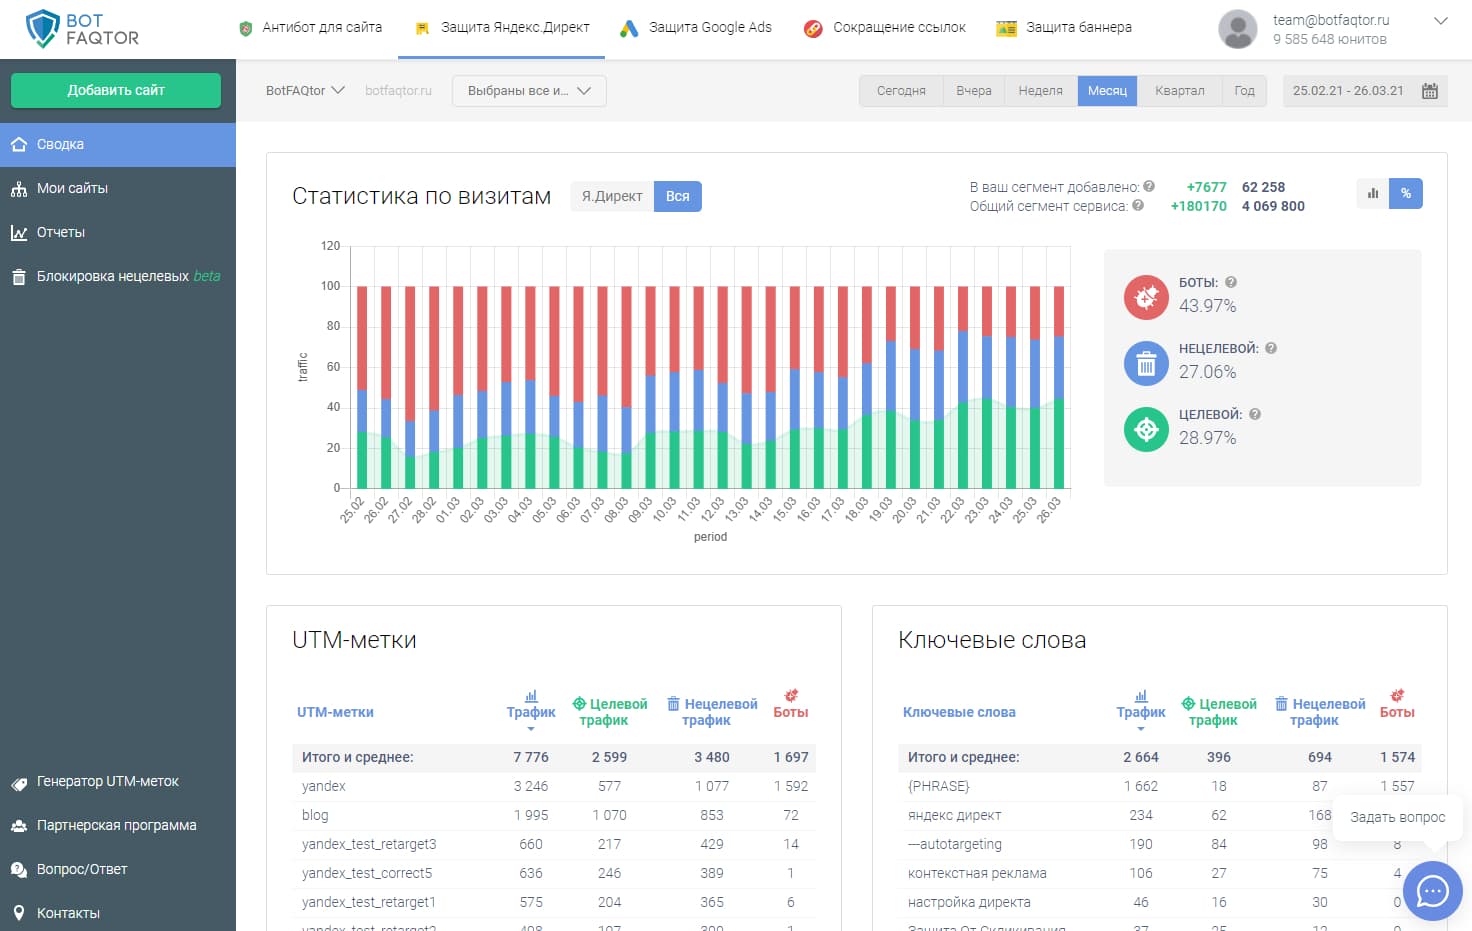 BOT FAQTOR
Антибот для сайта
Защита Яндекс.Директ
Защита Google Ads
Сокращение ссылок
Защита баннера
team@botfaqtor.ru
9 585 648 юнитов
Добавить сайт
Сводка
Мои сайты
Отчеты
Блокировка нецелевых beta
Генератор UTM-меток
Партнерская программа
Вопрос/Ответ
Контакты
BotFAQtor
botfaqtor.ru
Выбраны все и...
Сегодня
Вчера
Неделя
Месяц
Квартал
Год
25.02.21 - 26.03.21
Статистика по визитам
Я.Директ
Вся
В ваш сегмент добавлено: +7677 62 258
Общий сегмент сервиса: +180170 4 069 800
%
120
100
80
60
40
20
0
traffic
25.02 26.02 27.02 28.02 01.03 02.03 03.03 04.03 05.03 06.03 07.03 08.03 09.03 10.03 11.03 12.03 13.03 14.03 15.03 16.03 17.03 18.03 19.03 20.03 21.03 22.03 23.03 24.03 25.03 26.03
period
БОТЫ:
43.97%
НЕЦЕЛЕВОЙ:
27.06%
ЦЕЛЕВОЙ:
28.97%
UTM-метки
UTM-метки Трафик Целевой трафик Нецелевой трафик Боты
Итого и среднее: 7 776 2 599 3 480 1 697
yandex 3 246 577 1 077 1 592
blog 1 995 1 070 853 72
yandex_test_retarget3 660 217 429 14
yandex_test_correct5 636 246 389 1
yandex_test_retarget1 575 204 365 6
Ключевые слова
Ключевые слова Трафик Целевой трафик Нецелевой трафик Боты
Итого и среднее: 2 664 396 694 1 574
{PHRASE} 1 662 18 87 1 557
яндекс директ 234 62 168
---autotargeting 190 84 98 8
контекстная реклама 106 27 75 4
настройка директа 46 16 30 0
Задать вопрос